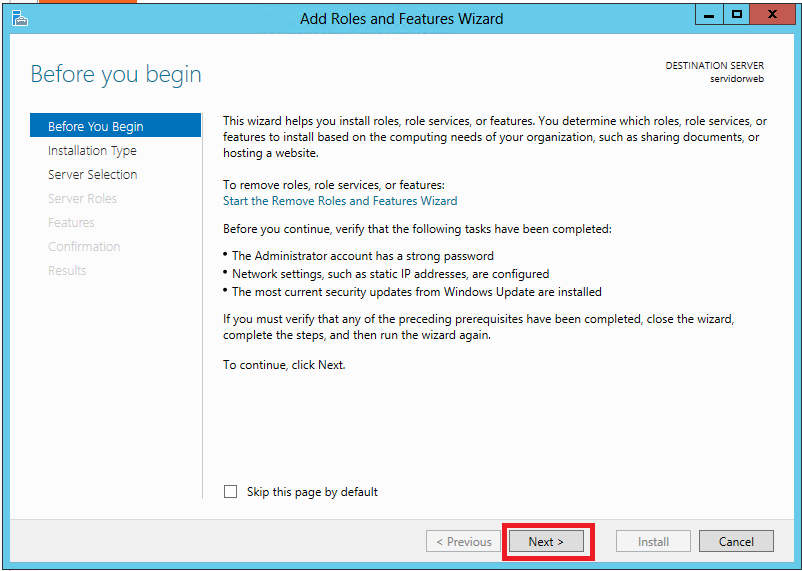 Add Roles and Features Wizard
Before you begin
DESTINATION SERVER
servidorweb
Before You Begin
Installation Type
Server Selection
Server Roles
Features
Confirmation
Results
This wizard helps you install roles, role services, or features. You determine which roles, role services, or
features to install based on the computing needs of your organization, such as sharing documents, or
hosting a website.
To remove roles, role services, or features:
Start the Remove Roles and Features Wizard
Before you continue, verify that the following tasks have been completed:
• The Administrator account has a strong password
• Network settings, such as static IP addresses, are configured
• The most current security updates from Windows Update are installed
If you must verify that any of the preceding prerequisites have been completed, close the wizard,
complete the steps, and then run the wizard again.
To continue, click Next.
Skip this page by default
< Previous
Next >
Install
Cancel